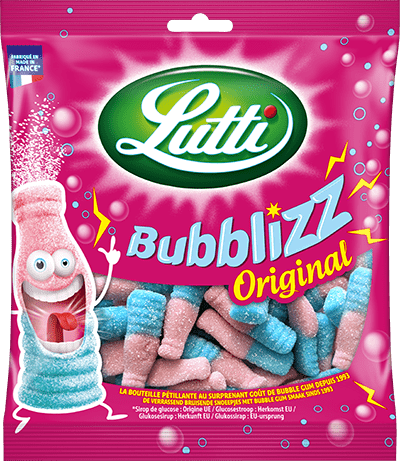 FABRIQUÉ EN
MADE IN
FRANCE*
Lutti
Bubblizz
Original
LA BOUTEILLE PÉTILLANTE AU SURPRENANT GOÛT DE BUBBLE GUM DEPUIS 1993
DE VERRASSEND BRUISENDE SNOEPJES MET BUBBLE GUM SMAAK SINDS 1993
*Sirop de glucose : Origine UE / Glucosestroop : Herkomst EU /
Glukosesirup : Herkunft EU / Glukossirap : EU-ursprung